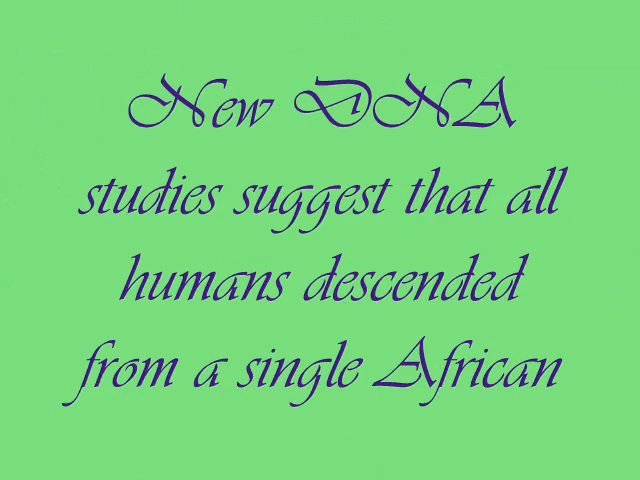 New DNA
studies suggest that all
humans descended
from a single African